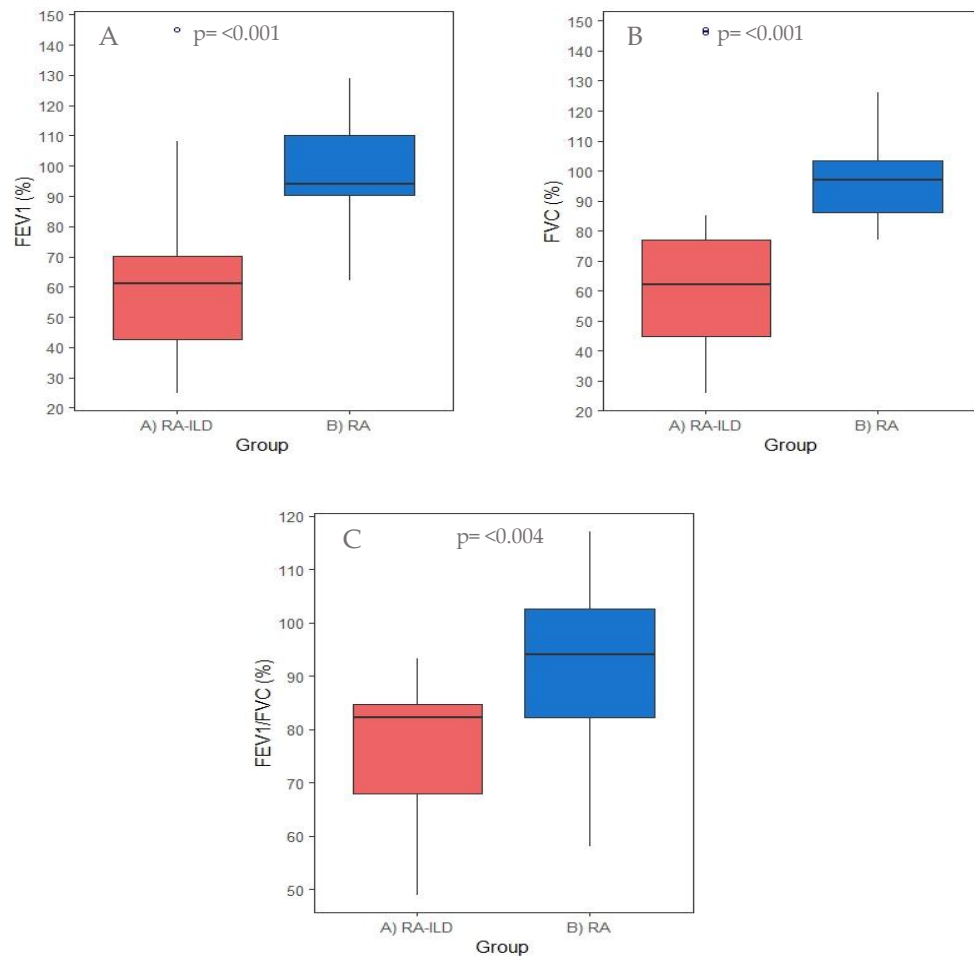 A
p= <0.001
150
140
130
120
110
100
90
80
70
60
50
40
30
20
FEV1 (%)
A) RA-ILD
B) RA
Group
B
p= <0.001
150
140
130
120
110
100
90
80
70
60
50
40
30
20
FVC (%)
A) RA-ILD
B) RA
Group
C
p= <0.004
120
110
100
90
80
70
60
50
FEV1/FVC (%)
A) RA-ILD
B) RA
Group